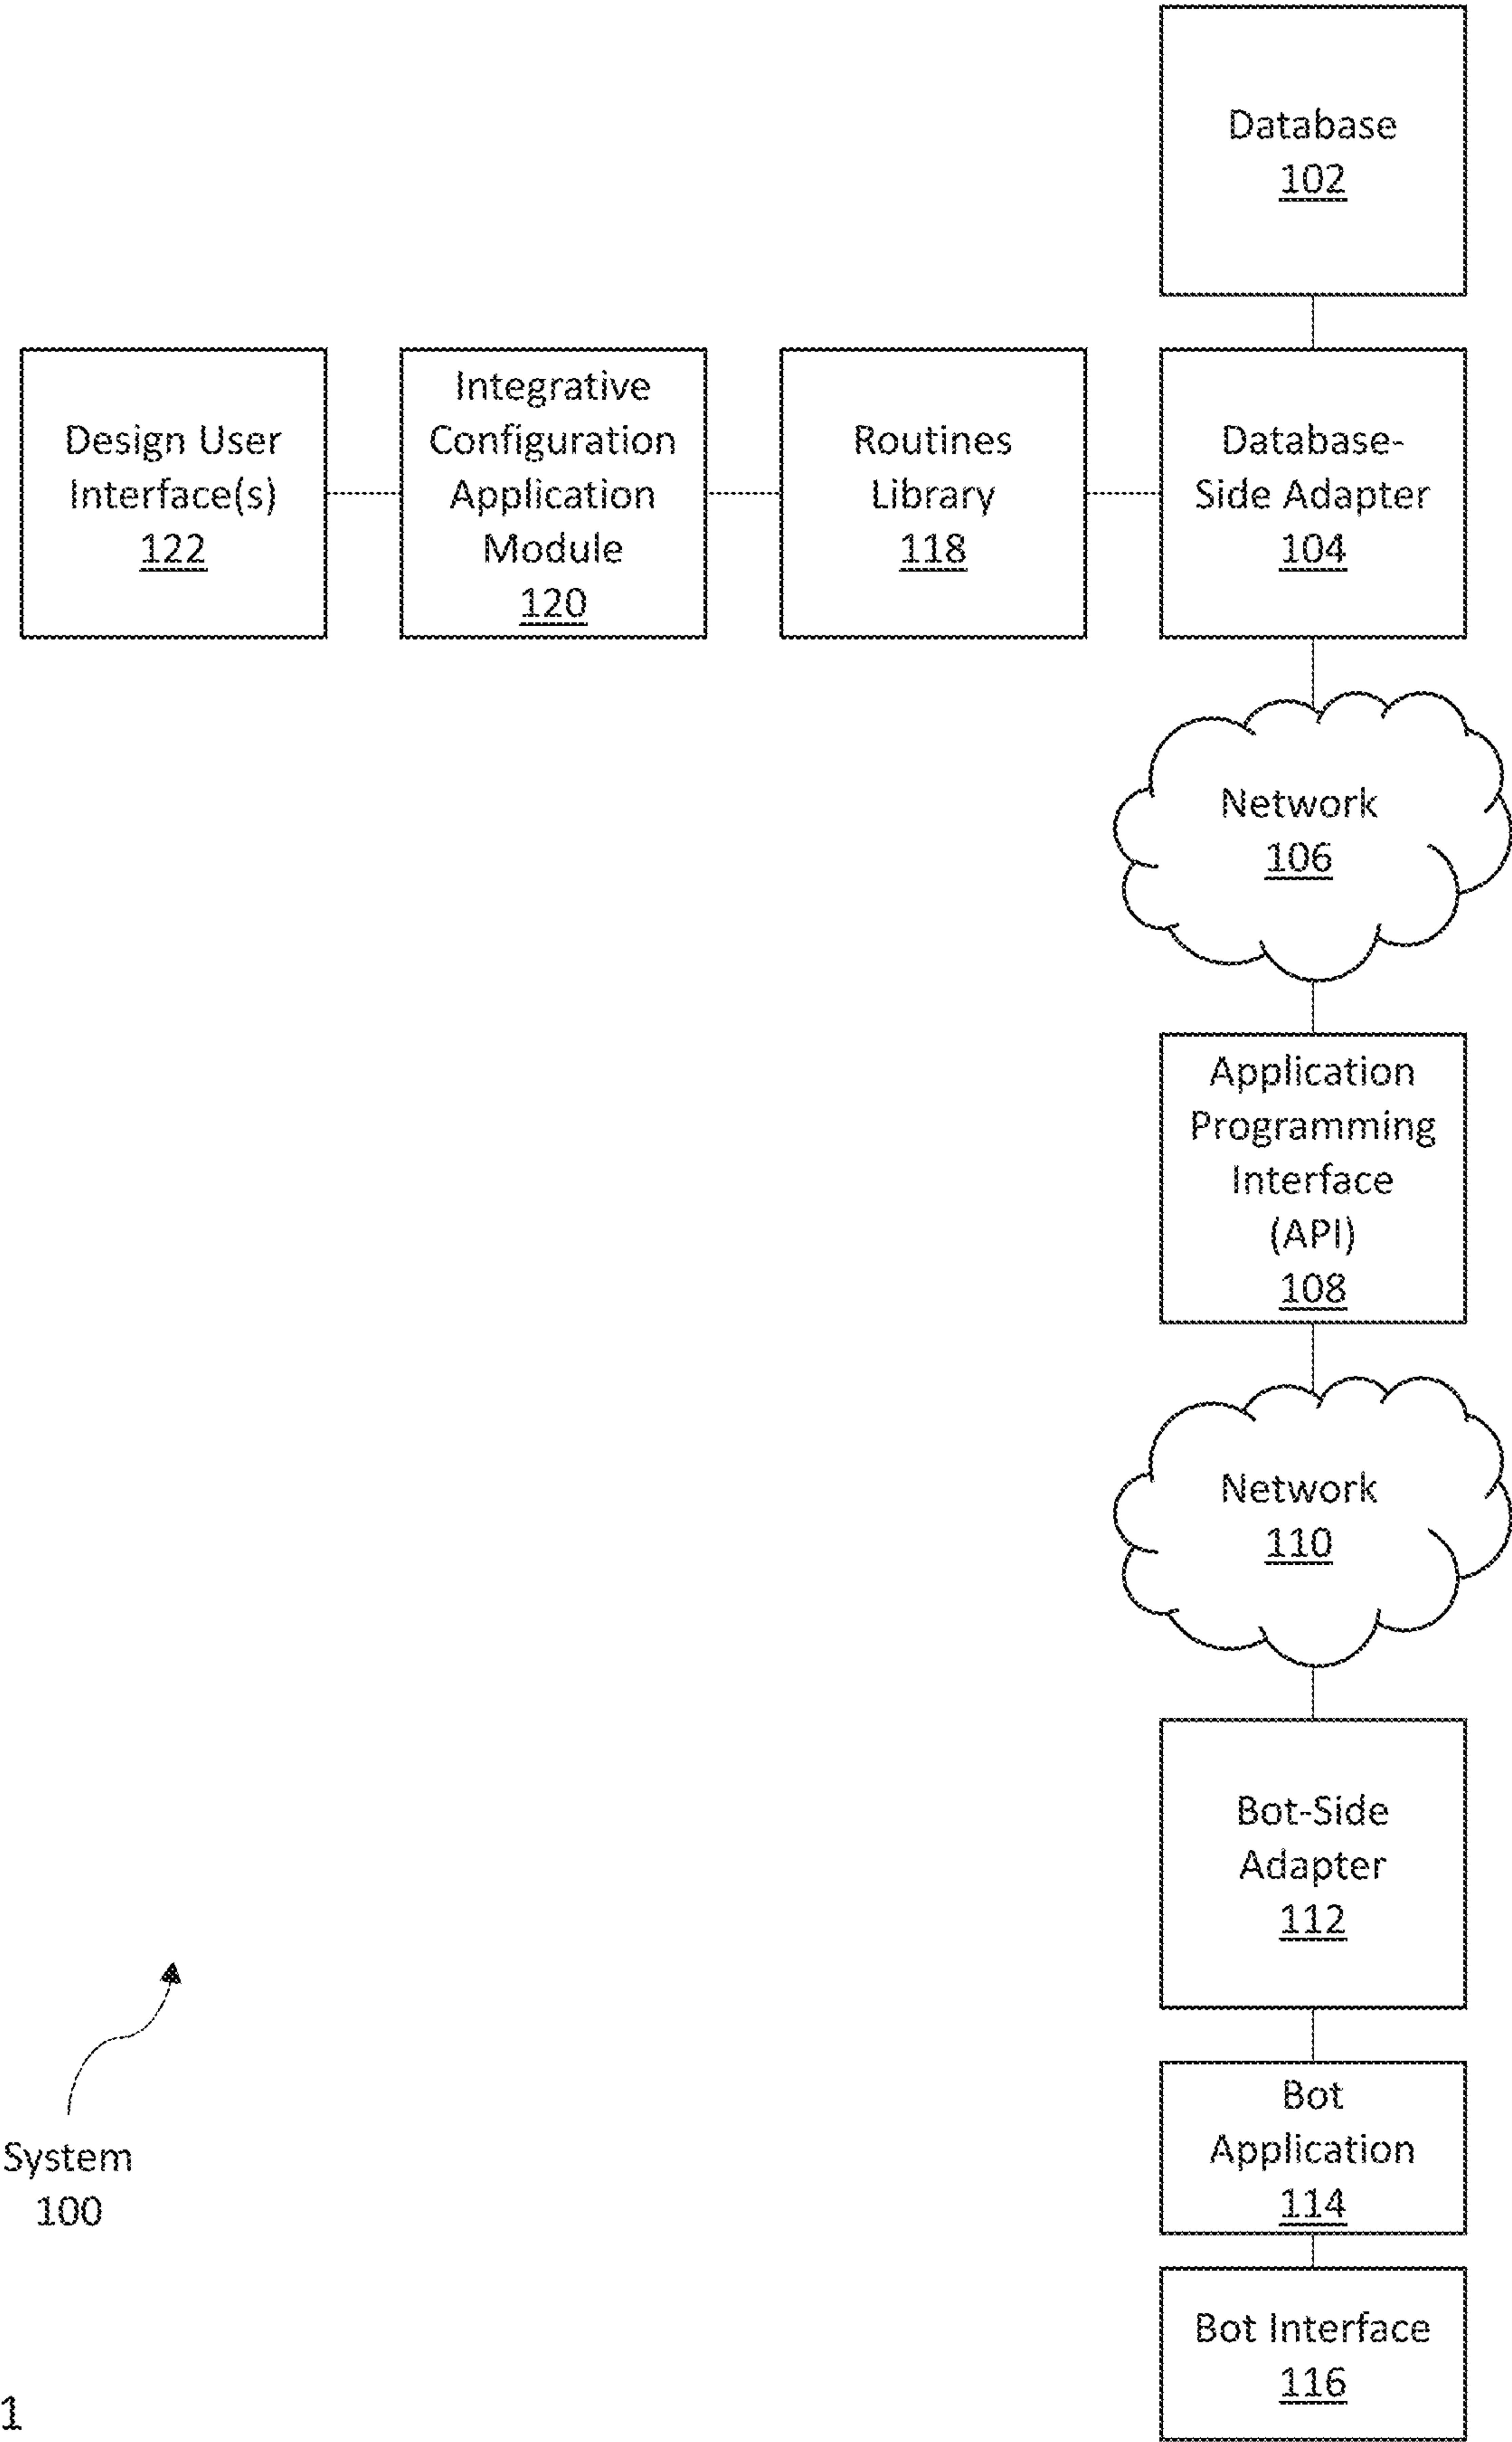 Database
102
Design User
Interface(s)
122
Integrative
Configuration
Application
Module
120
Routines
Library
118
Database-
Side Adapter
104
Network
106
Application
Programming
Interface
(API)
108
Network
110
Bot-Side
Adapter
112
Bot
Application
114
Bot Interface
116
System
100
1